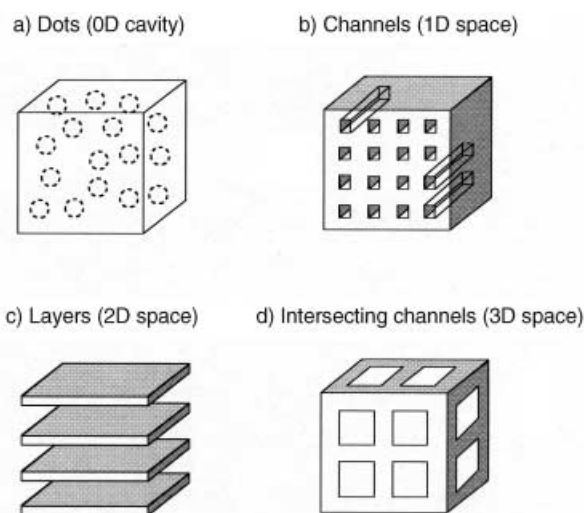 a) Dots (0D cavity)
b) Channels (1D space)
c) Layers (2D space)
d) Intersecting channels (3D space)